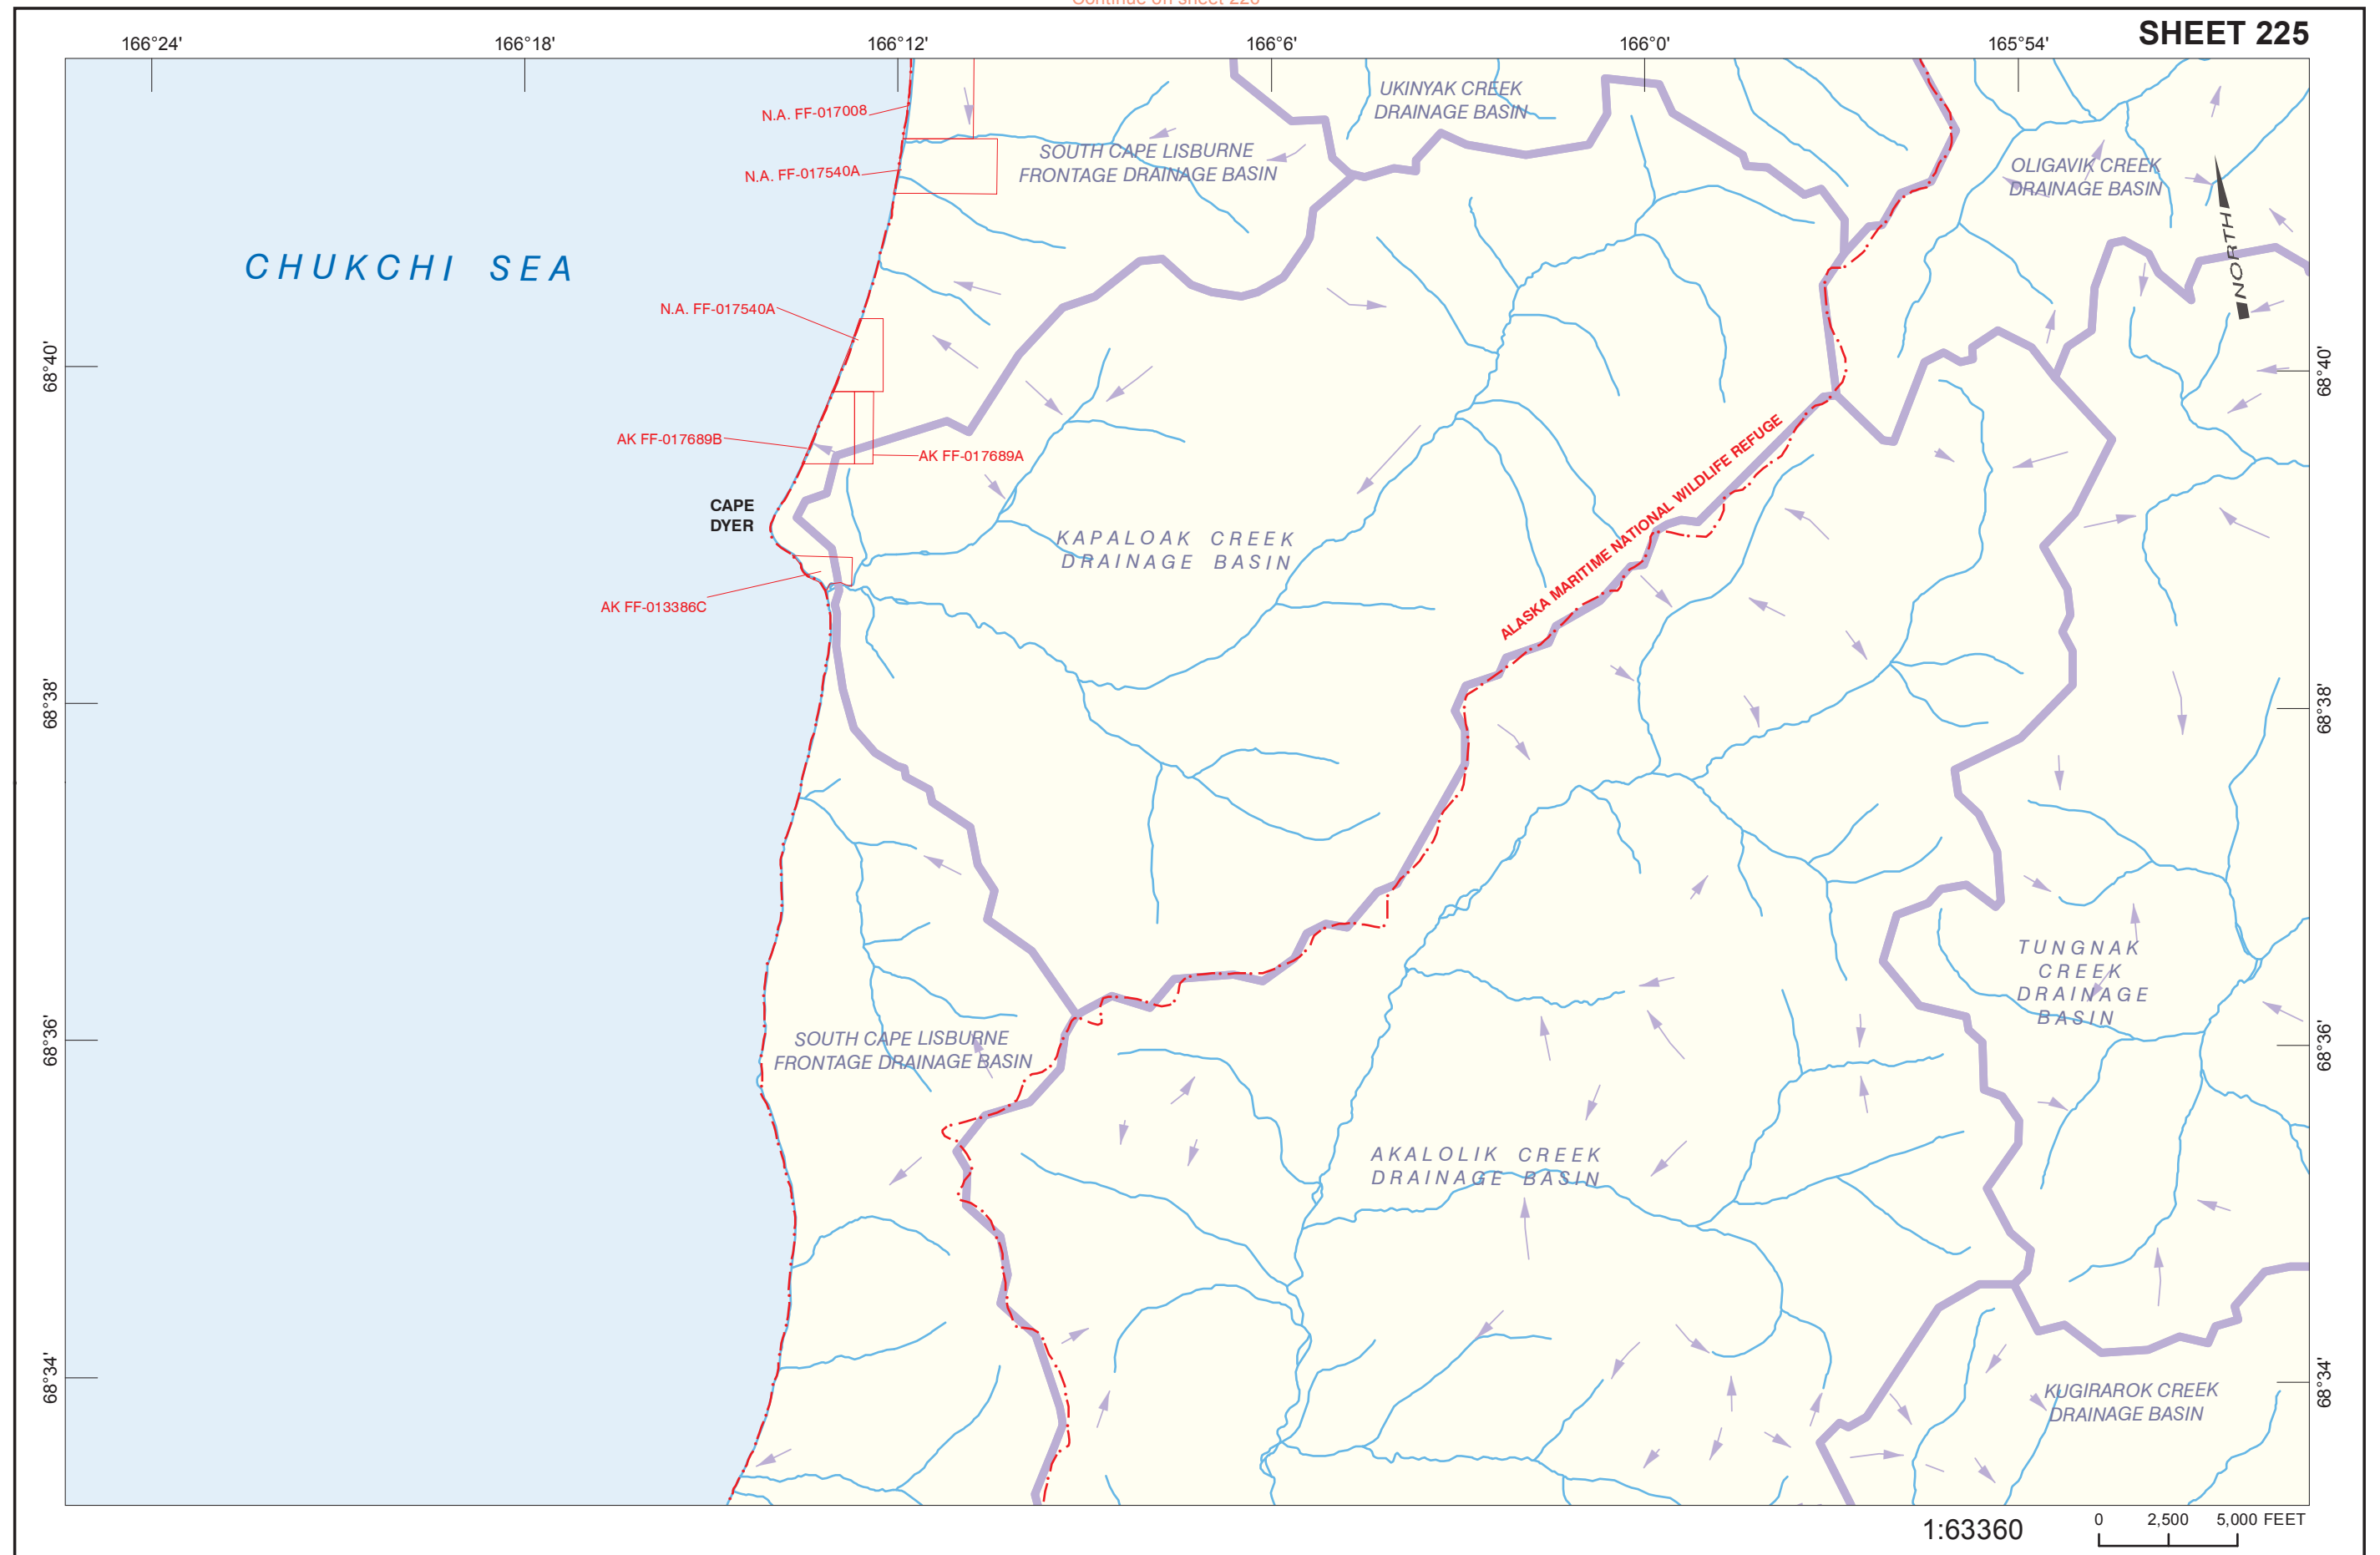 Continue on sheet 226
SHEET 225
166°24'
166°18'
166°12'
166°6'
166°0'
165°54'
N.A. FF-017008
N.A. FF-017540A
SOUTH CAPE LISBURNE
FRONTAGE DRAINAGE BASIN
UKINYAK CREEK
DRAINAGE BASIN
OLIGAVIK CREEK
DRAINAGE BASIN
NORTH
CHUKCHI SEA
N.A. FF-017540A
68°40'
68°40'
AK FF-017689B
AK FF-017689A
CAPE
DYER
KAPALOAK CREEK
DRAINAGE BASIN
ALASKA MARITIME NATIONAL WILDLIFE REFUGE
AK FF-013386C
68°38'
68°38'
TUNGNAK
CREEK
DRAINAGE
BASIN
68°36'
68°36'
SOUTH CAPE LISBURNE
FRONTAGE DRAINAGE BASIN
AKALOLIK CREEK
DRAINAGE BASIN
68°34'
68°34'
KUGIRAROK CREEK
DRAINAGE BASIN
1:63360
0 2,500 5,000 FEET